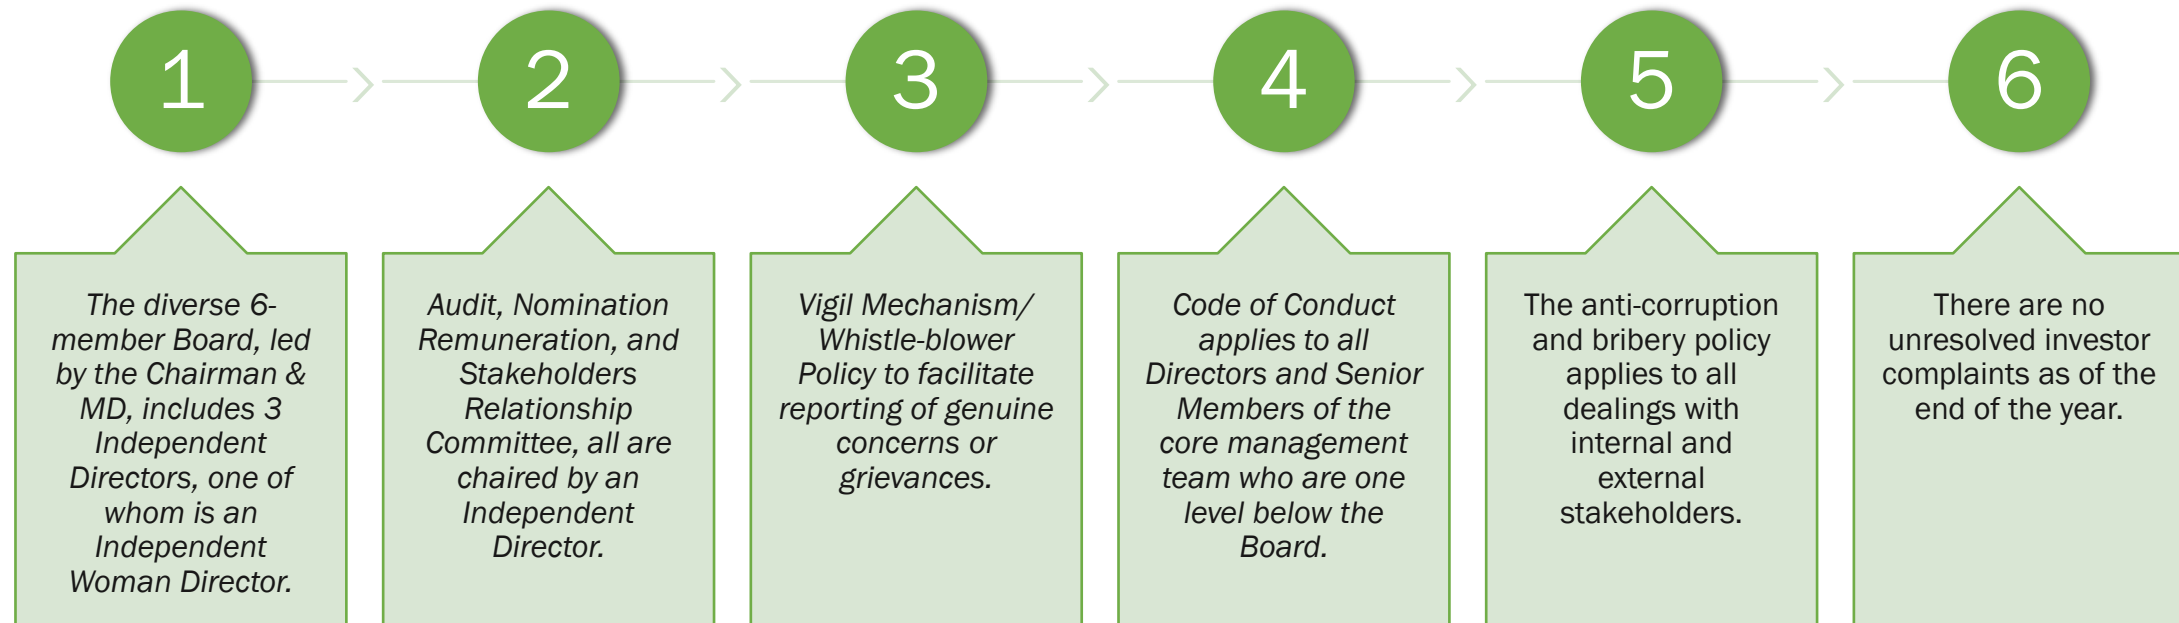 1
2
3
4
5
6
The diverse 6-
member Board, led
by the Chairman &
MD, includes 3
Independent
Directors, one of
whom is an
Independent
Woman Director.
Audit, Nomination
Remuneration, and
Stakeholders
Relationship
Committee, all are
chaired by an
Independent
Director.
Vigil Mechanism/
Whistle-blower
Policy to facilitate
reporting of genuine
concerns or
grievances.
Code of Conduct
applies to all
Directors and Senior
Members of the
core management
team who are one
level below the
Board.
The anti-corruption
and bribery policy
applies to all
dealings with
internal and
external
stakeholders.
There are no
unresolved investor
complaints as of the
end of the year.